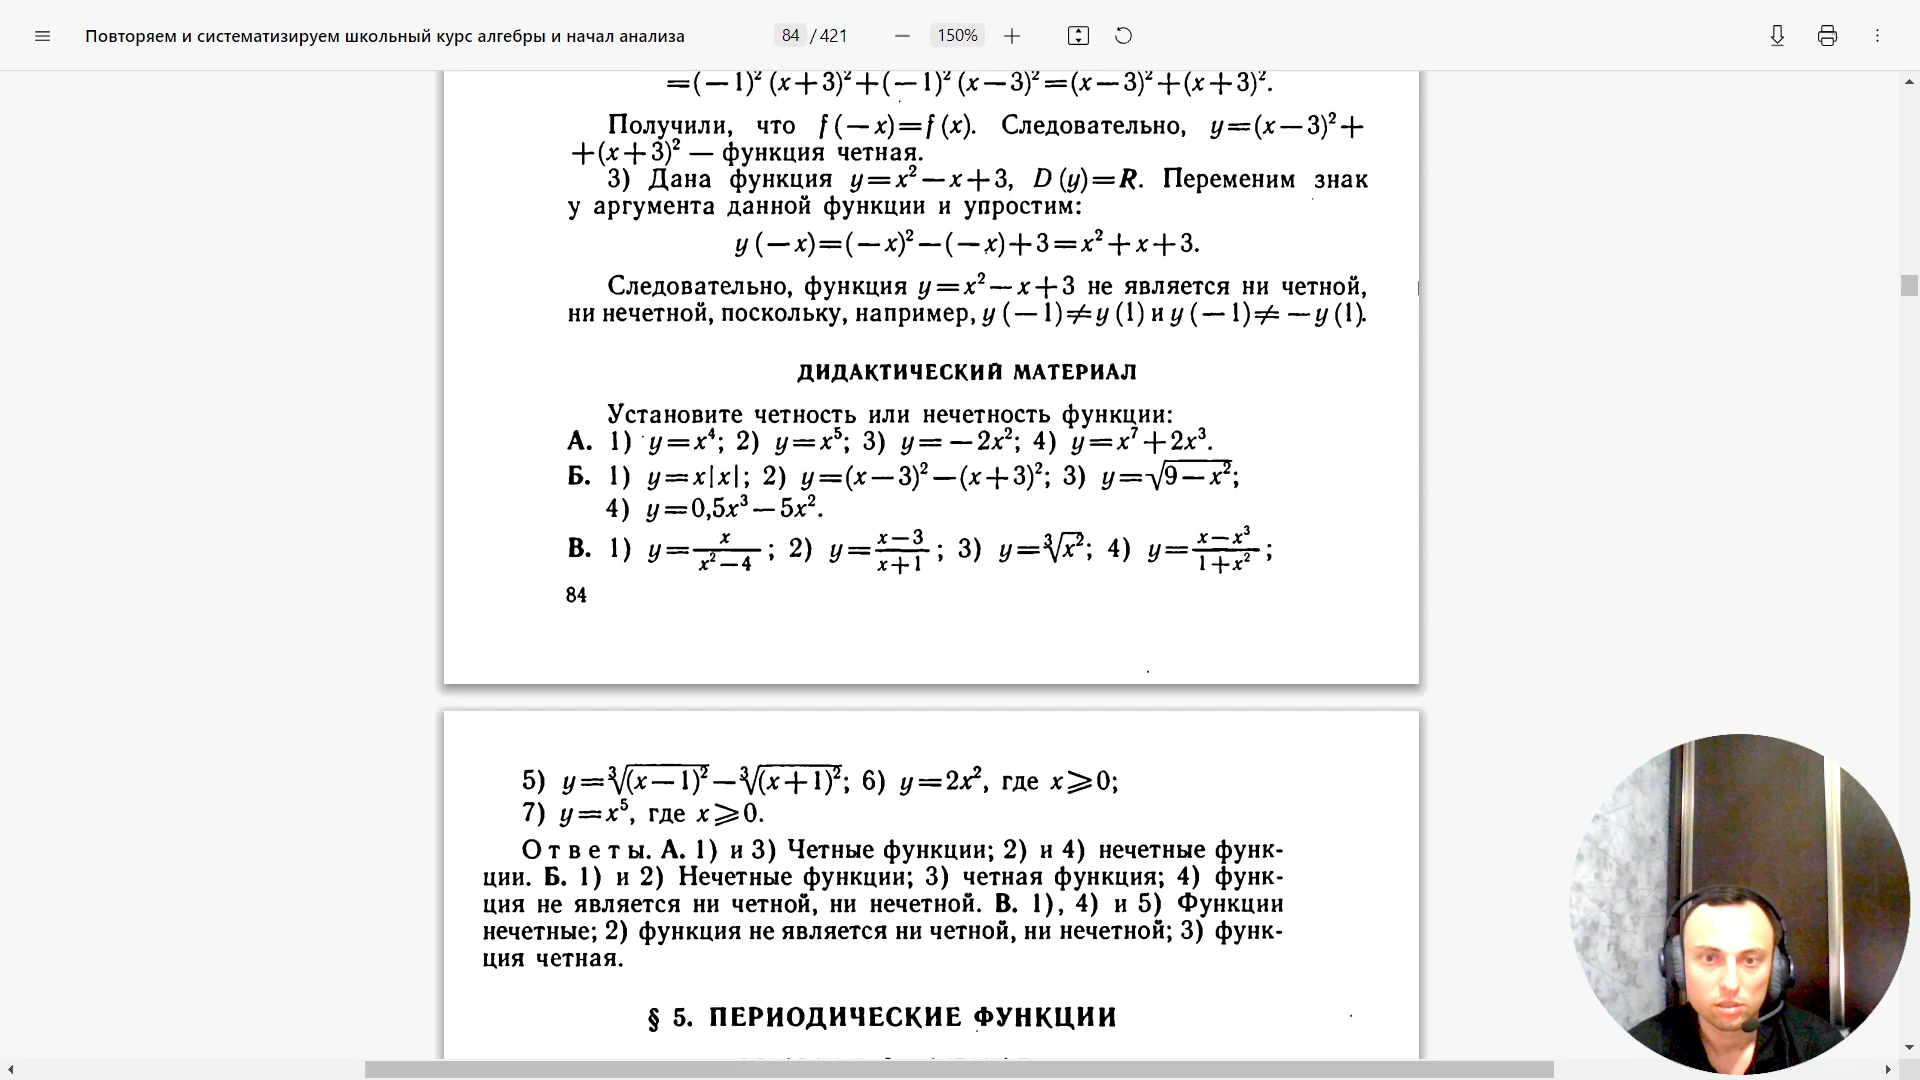 Повторяем и систематизируем школьный курс алгебры и начал анализа 84 / 421 150%
=(−1)² (x+3)²+(−1)² (x−3)²=(x−3)²+(x+3)².
Получили, что f (−x)=f (x). Следовательно, y=(x−3)²+
+(x+3)² — функция четная.
3) Дана функция y=x²−x+3, D (y)=R. Переменим знак
у аргумента данной функции и упростим:
y (−x)=(−x)²−(−x)+3=x²+x+3.
Следовательно, функция y=x²−x+3 не является ни четной,
ни нечетной, поскольку, например, y (−1)≠y (1) и y (−1)≠ −y (1).
ДИДАКТИЧЕСКИЙ МАТЕРИАЛ
Установите четность или нечетность функции:
А. 1) y=x⁴; 2) y=x⁵; 3) y=−2x²; 4) y=x⁷+2x³.
Б. 1) y=x|x|; 2) y=(x−3)²−(x+3)²; 3) y=√(9−x²);
4) y=0,5x³−5x².
В. 1) y=x/(x²−4); 2) y=(x−3)/(x+1); 3) y=∛x²; 4) y=(x−x³)/(1+x²);
84
5) y=∛(x−1)²−∛(x+1)²; 6) y=2x², где x⩾0;
7) y=x⁵, где x⩾0.
Ответы. А. 1) и 3) Четные функции; 2) и 4) нечетные функ-
ции. Б. 1) и 2) Нечетные функции; 3) четная функция; 4) функ-
ция не является ни четной, ни нечетной. В. 1), 4) и 5) Функции
нечетные; 2) функция не является ни четной, ни нечетной; 3) функ-
ция четная.
§ 5. ПЕРИОДИЧЕСКИЕ ФУНКЦИИ